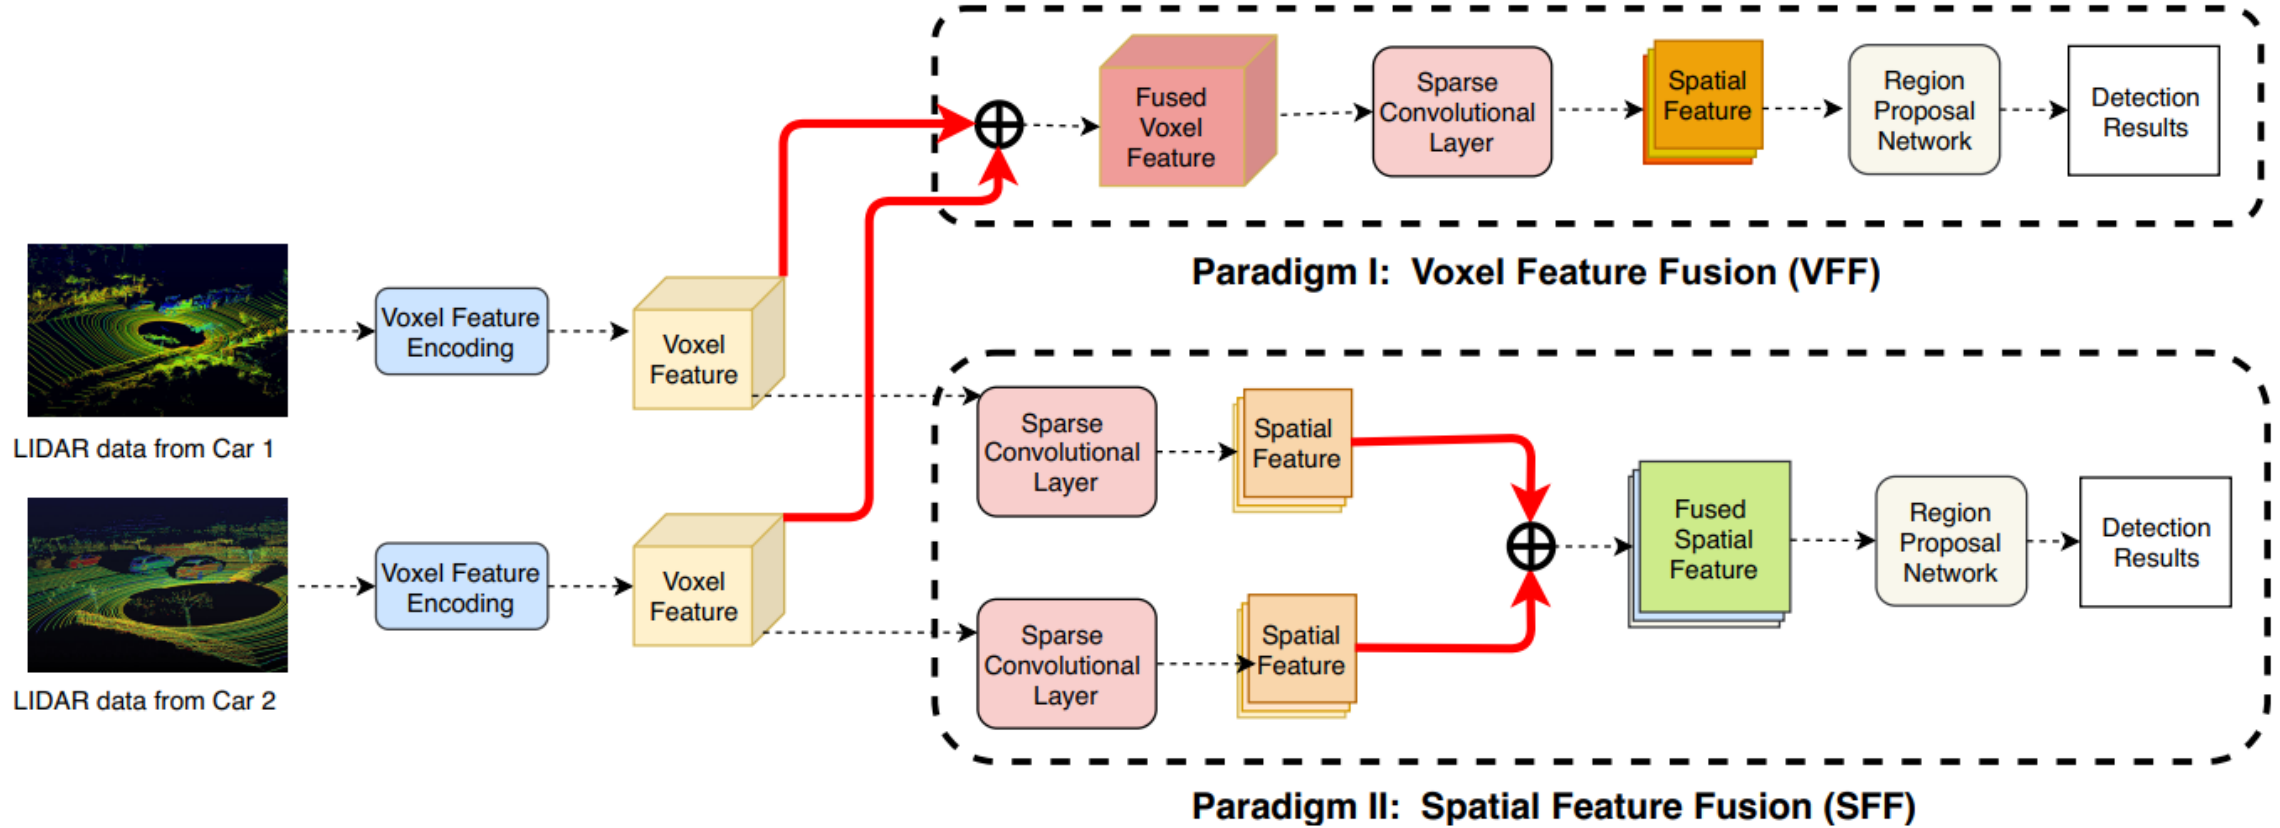 Fused
Voxel
Feature
Sparse
Convolutional
Layer
Spatial
Feature
Region
Proposal
Network
Detection
Results
Paradigm I: Voxel Feature Fusion (VFF)
Voxel Feature
Encoding
Voxel
Feature
LIDAR data from Car 1
Voxel Feature
Encoding
Voxel
Feature
LIDAR data from Car 2
Sparse
Convolutional
Layer
Spatial
Feature
Sparse
Convolutional
Layer
Spatial
Feature
Fused
Spatial
Feature
Region
Proposal
Network
Detection
Results
Paradigm II: Spatial Feature Fusion (SFF)